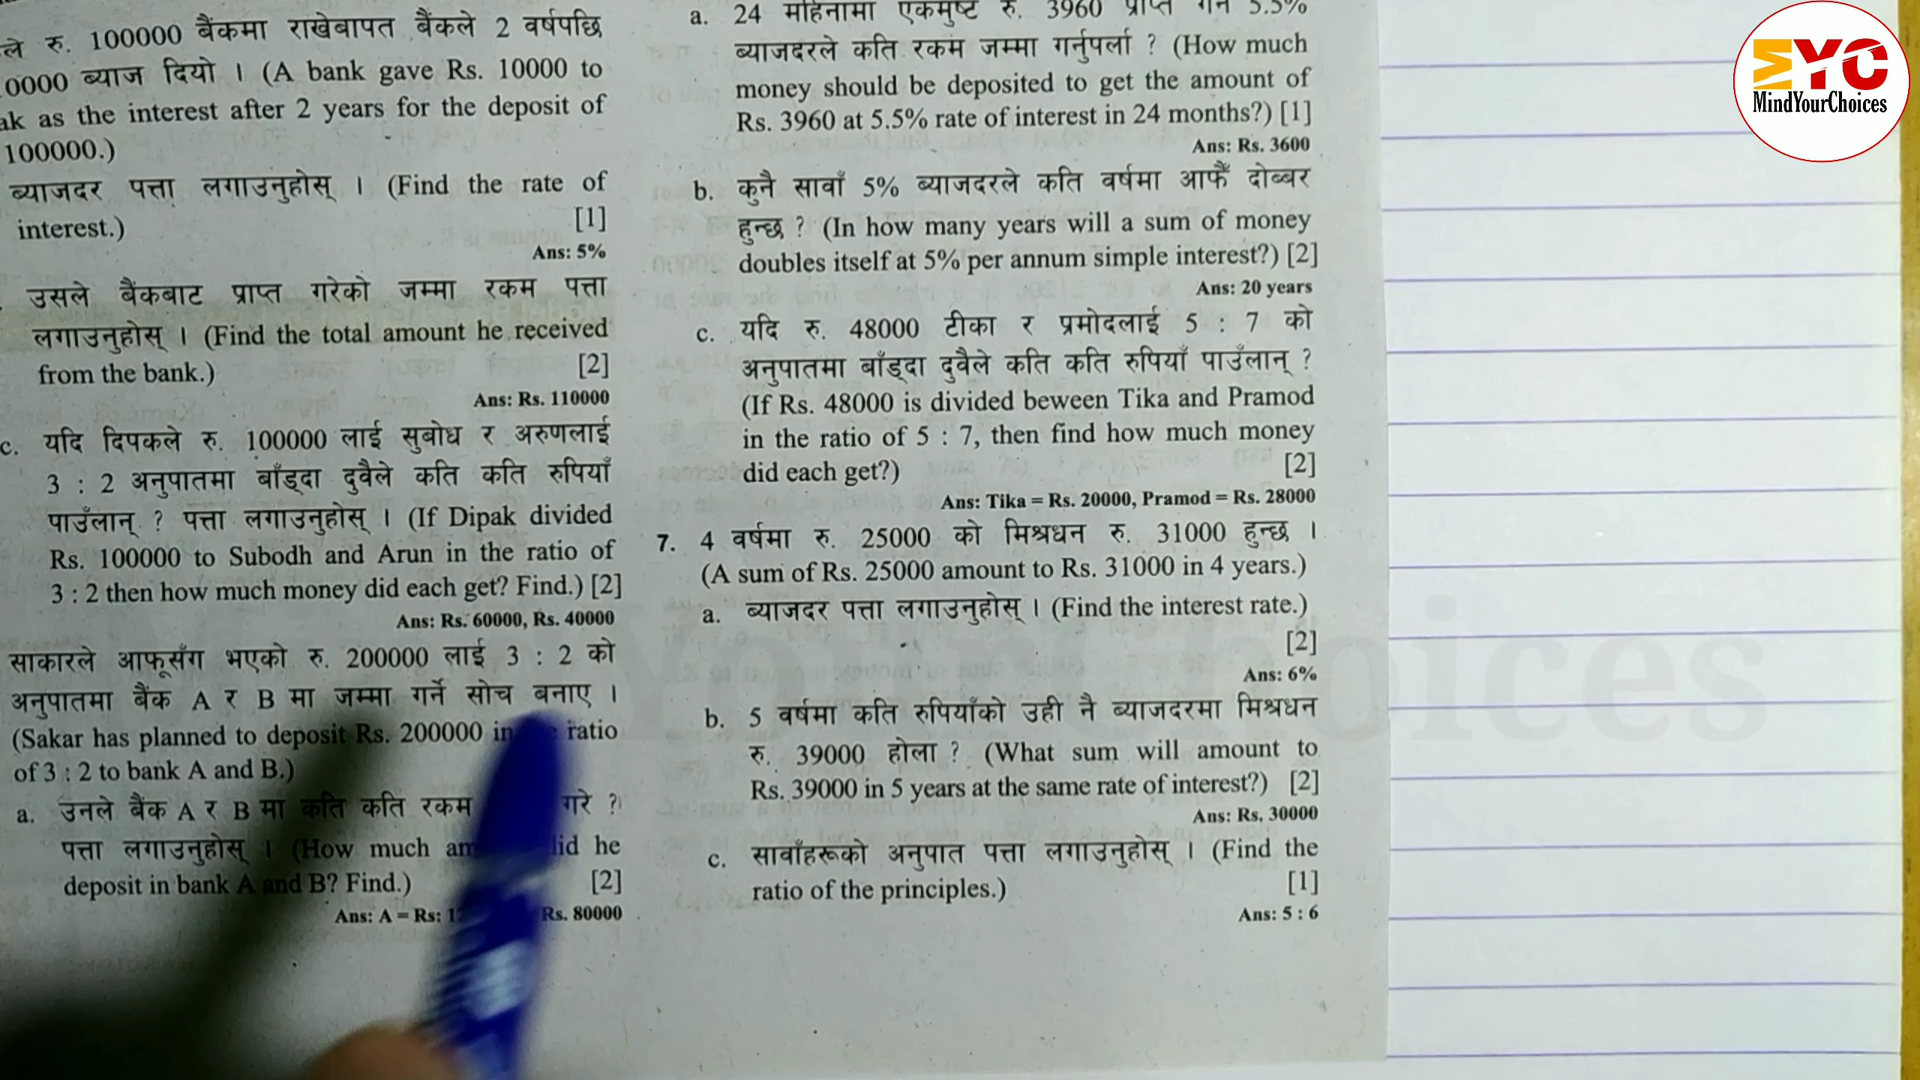 ले रु. 100000 बैंकमा राखेबापत बैंकले 2 वर्षपछि
0000 ब्याज दियो । (A bank gave Rs. 10000 to
ak as the interest after 2 years for the deposit of
100000.)
ब्याजदर पत्ता लगाउनुहोस् । (Find the rate of
interest.) [1]
Ans: 5%
उसले बैंकबाट प्राप्त गरेको जम्मा रकम पत्ता
लगाउनुहोस् । (Find the total amount he received
from the bank.) [2]
Ans: Rs. 110000
c. यदि दिपकले रु. 100000 लाई सुबोध र अरुणलाई
3 : 2 अनुपातमा बाँड्दा दुवैले कति कति रुपियाँ
पाउँलान् ? पत्ता लगाउनुहोस् । (If Dipak divided
Rs. 100000 to Subodh and Arun in the ratio of
3 : 2 then how much money did each get? Find.) [2]
Ans: Rs. 60000, Rs. 40000
साकारले आफूसँग भएको रु. 200000 लाई 3 : 2 को
अनुपातमा बैंक A र B मा जम्मा गर्ने सोच बनाए ।
(Sakar has planned to deposit Rs. 200000 in ratio
of 3 : 2 to bank A and B.)
a. उनले बैंक A र B मा कति कति रकम गरे ?
पत्ता लगाउनुहोस् । (How much did he
deposit in bank A and B? Find.) [2]
Ans: A = Rs: Rs. 80000
a. 24 महिनामा एकमुष्ट रु. 3960 प्राप्त गर्न 5.5%
ब्याजदरले कति रकम जम्मा गर्नुपर्ला ? (How much
money should be deposited to get the amount of
Rs. 3960 at 5.5% rate of interest in 24 months?) [1]
Ans: Rs. 3600
b. कुनै सावाँ 5% ब्याजदरले कति वर्षमा आफैँ दोब्बर
हुन्छ ? (In how many years will a sum of money
doubles itself at 5% per annum simple interest?) [2]
Ans: 20 years
c. यदि रु. 48000 टीका र प्रमोदलाई 5 : 7 को
अनुपातमा बाँड्दा दुवैले कति कति रुपियाँ पाउँलान् ?
(If Rs. 48000 is divided beween Tika and Pramod
in the ratio of 5 : 7, then find how much money
did each get?) [2]
Ans: Tika = Rs. 20000, Pramod = Rs. 28000
7. 4 वर्षमा रु. 25000 को मिश्रधन रु. 31000 हुन्छ ।
(A sum of Rs. 25000 amount to Rs. 31000 in 4 years.)
a. ब्याजदर पत्ता लगाउनुहोस् । (Find the interest rate.)
[2]
Ans: 6%
b. 5 वर्षमा कति रुपियाँको उही नै ब्याजदरमा मिश्रधन
रु. 39000 होला ? (What sum will amount to
Rs. 39000 in 5 years at the same rate of interest?) [2]
Ans: Rs. 30000
c. सावाँहरूको अनुपात पत्ता लगाउनुहोस् । (Find the
ratio of the principles.) [1]
Ans: 5 : 6
MYC
MindYourChoices